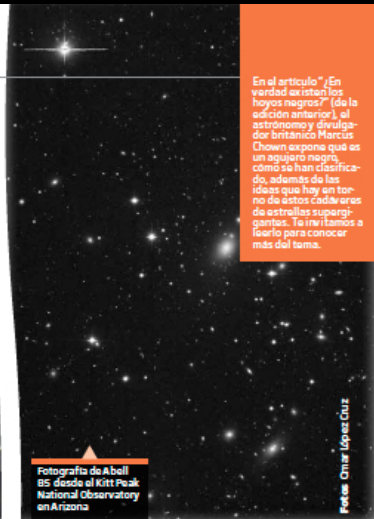 En el artículo "¿En
verdad existen los
hoyos negros?" (de la
edición anterior), el
astrónomo y divulga-
dor británico Marcus
Chown expone qué es
un agujero negro,
cómo se han clasifica-
do, además de las
ideas que hay en tor-
no de estos cadáveres
de estrellas supergi-
gantes. Te invitamos a
leerlo para conocer
más del tema.
Fotografía de Abell
85 desde el Kitt Peak
National Observatory
en Arizona
Fotos Omar López Cruz